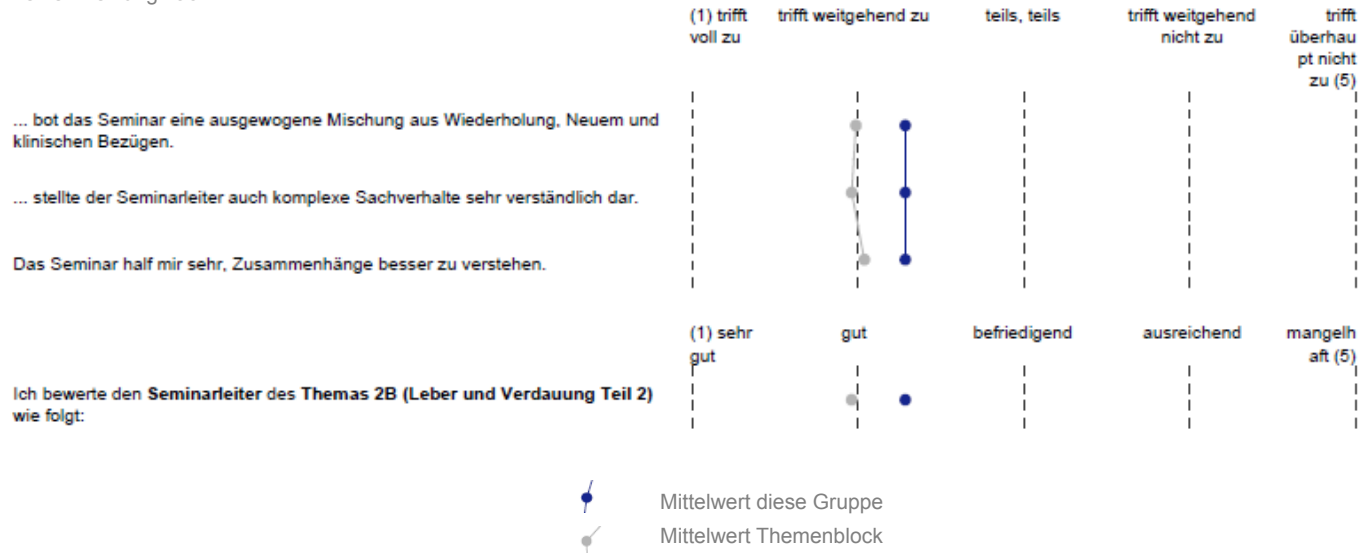 (1) trifft voll zu
trifft weitgehend zu
teils, teils
trifft weitgehend nicht zu
trifft überhau pt nicht zu (5)
... bot das Seminar eine ausgewogene Mischung aus Wiederholung, Neuem und
klinischen Bezügen.
... stellte der Seminarleiter auch komplexe Sachverhalte sehr verständlich dar.
Das Seminar half mir sehr, Zusammenhänge besser zu verstehen.
(1) sehr gut
gut
befriedigend
ausreichend
mangelh aft (5)
Ich bewerte den Seminarleiter des Themas 2B (Leber und Verdauung Teil 2)
wie folgt:
Mittelwert diese Gruppe
Mittelwert Themenblock